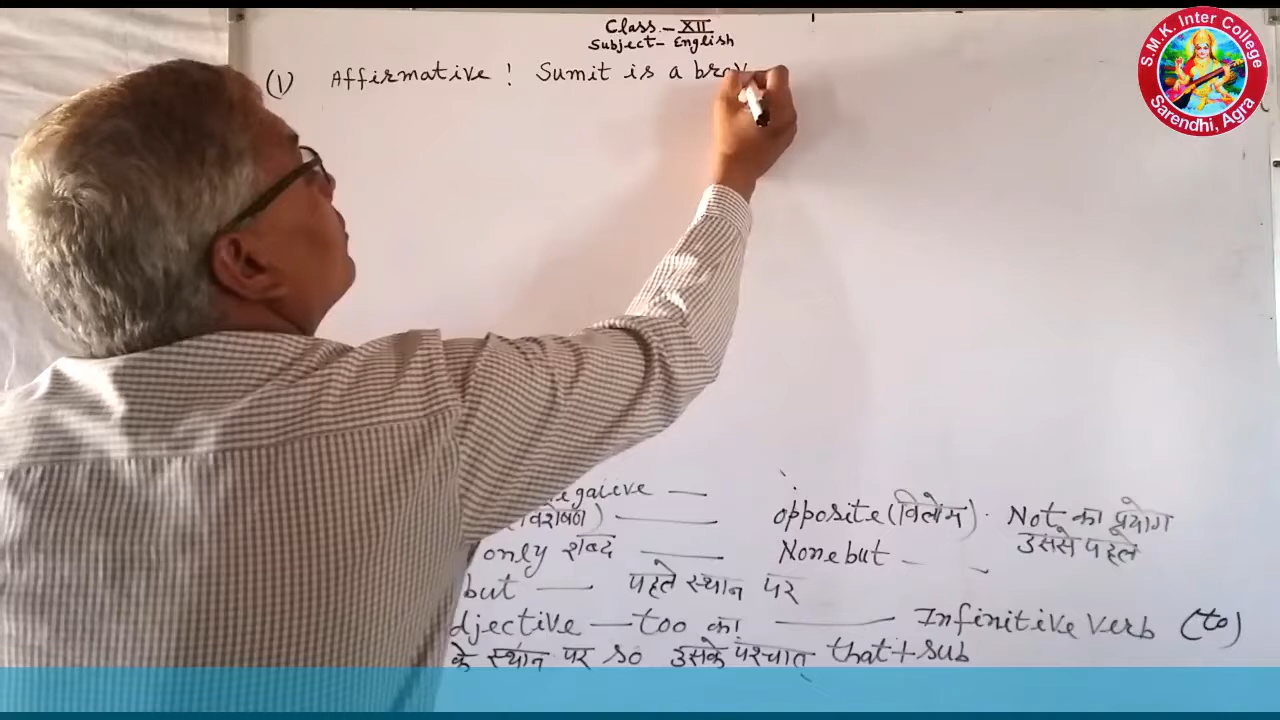 Class - XII
Subject - English
(1) Affirmative ! Sumit is a brav
S.M.K. Inter College
Sarendhi, Agra
egative —
(विशेषण) — opposite (विलोम). Not का प्रयोग
उससे पहले
only शब्द — None but -
but — पहले स्थान पर
djective — too का — Infinitive verb (to)
के स्थान पर so उसके पश्चात् that + sub